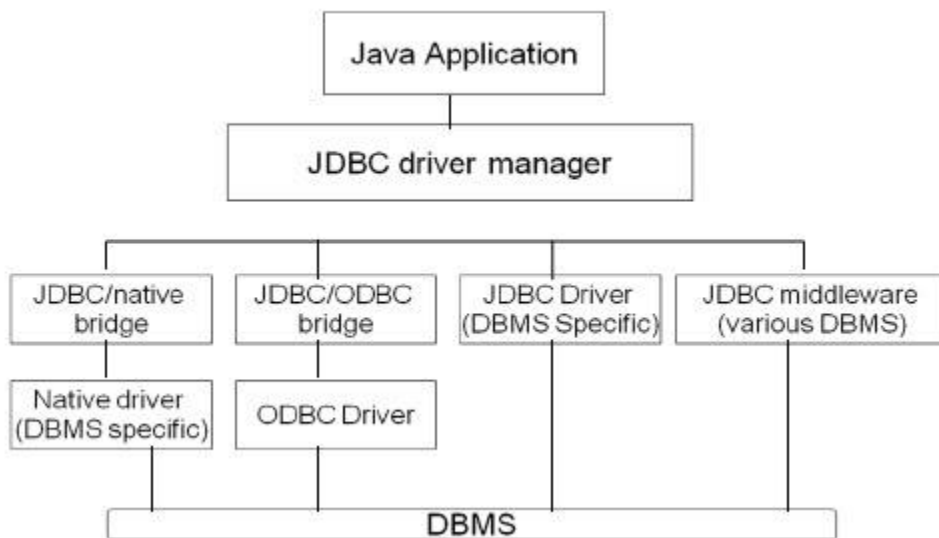 Java Application
JDBC driver manager
JDBC/native
bridge
JDBC/ODBC
bridge
JDBC Driver
(DBMS Specific)
JDBC middleware
(various DBMS)
Native driver
(DBMS specific)
ODBC Driver
DBMS